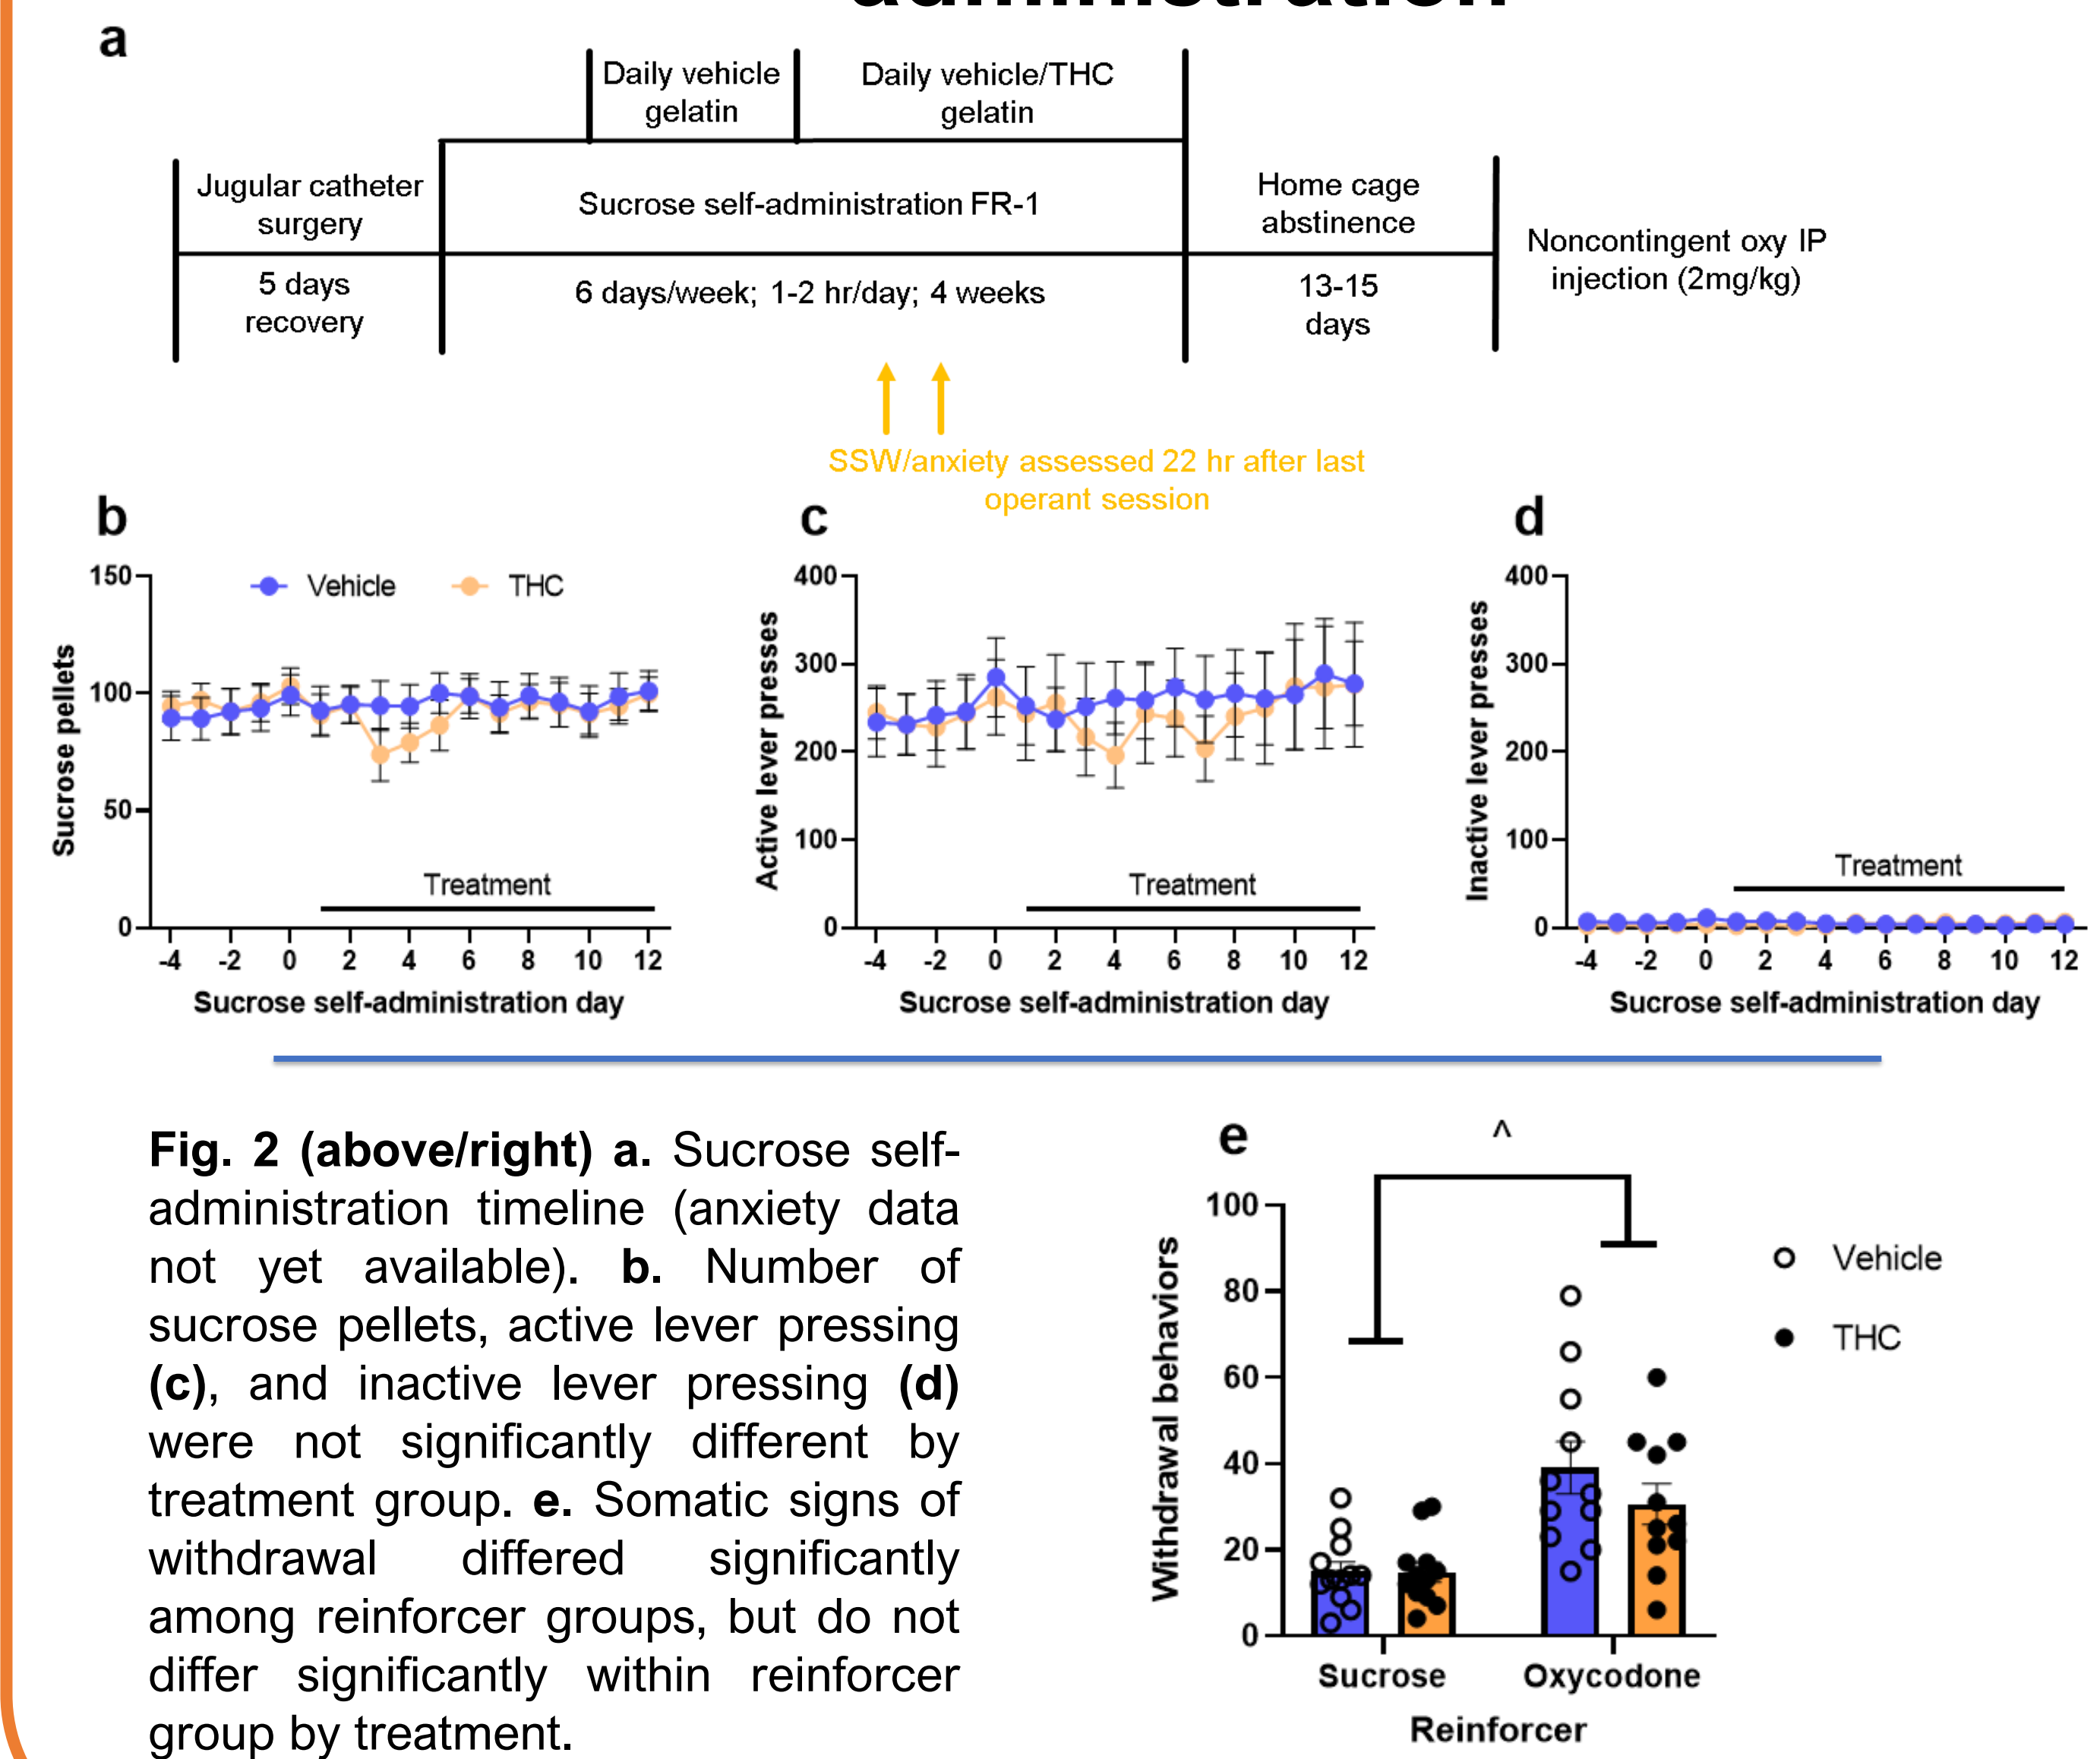 administration
a
Daily vehicle
gelatin
Daily vehicle/THC
gelatin
Jugular catheter
surgery
Sucrose self-administration FR-1
Home cage
abstinence
5 days
recovery
6 days/week; 1-2 hr/day; 4 weeks
13-15
days
Noncontingent oxy IP
injection (2mg/kg)
SSW/anxiety assessed 22 hr after last
operant session
b
Vehicle
THC
Sucrose pellets
150
100
50
0
Treatment
-4 -2 0 2 4 6 8 10 12
Sucrose self-administration day
c
Active lever presses
400
300
200
100
0
Treatment
-4 -2 0 2 4 6 8 10 12
Sucrose self-administration day
d
Inactive lever presses
400
300
200
100
0
Treatment
-4 -2 0 2 4 6 8 10 12
Sucrose self-administration day
Fig. 2 (above/right) a. Sucrose self-
administration timeline (anxiety data
not yet available). b. Number of
sucrose pellets, active lever pressing
(c), and inactive lever pressing (d)
were not significantly different by
treatment group. e. Somatic signs of
withdrawal differed significantly
among reinforcer groups, but do not
differ significantly within reinforcer
group by treatment.
e
^
Withdrawal behaviors
100
80
60
40
20
0
Vehicle
THC
Sucrose Oxycodone
Reinforcer